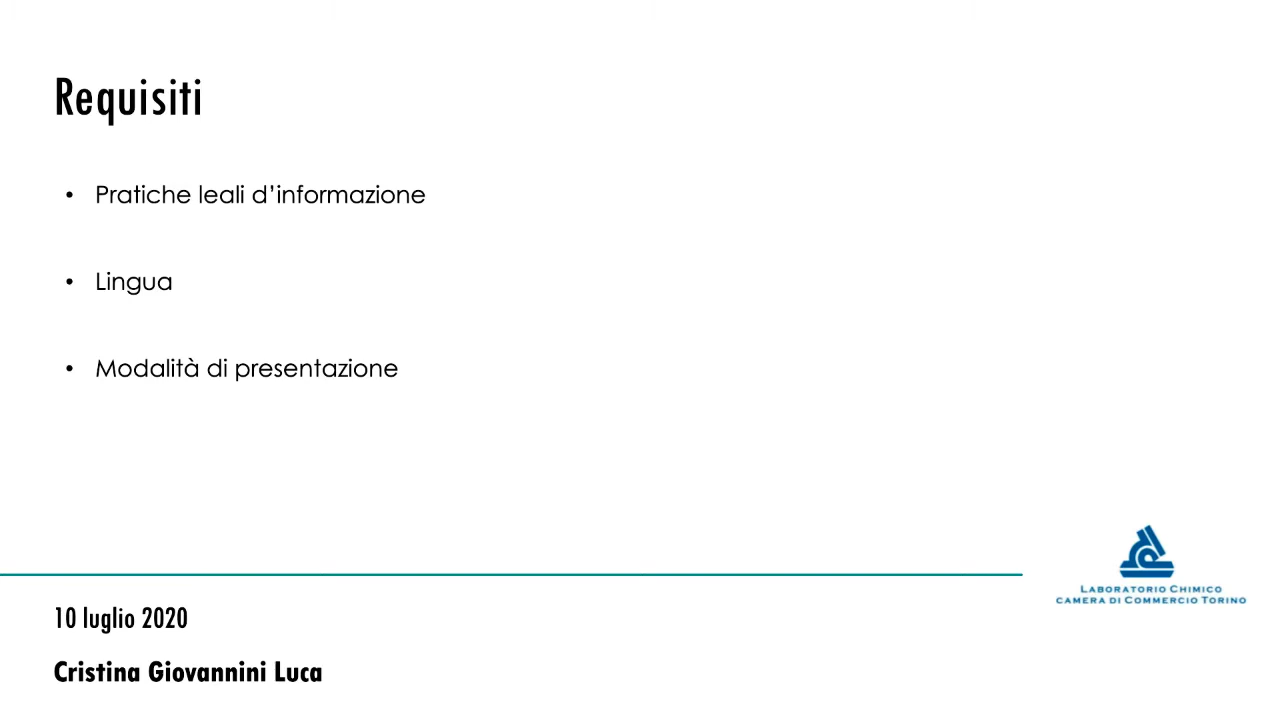 Requisiti
• Pratiche leali d’informazione
• Lingua
• Modalità di presentazione
LABORATORIO CHIMICO
CAMERA DI COMMERCIO TORINO
10 luglio 2020
Cristina Giovannini Luca